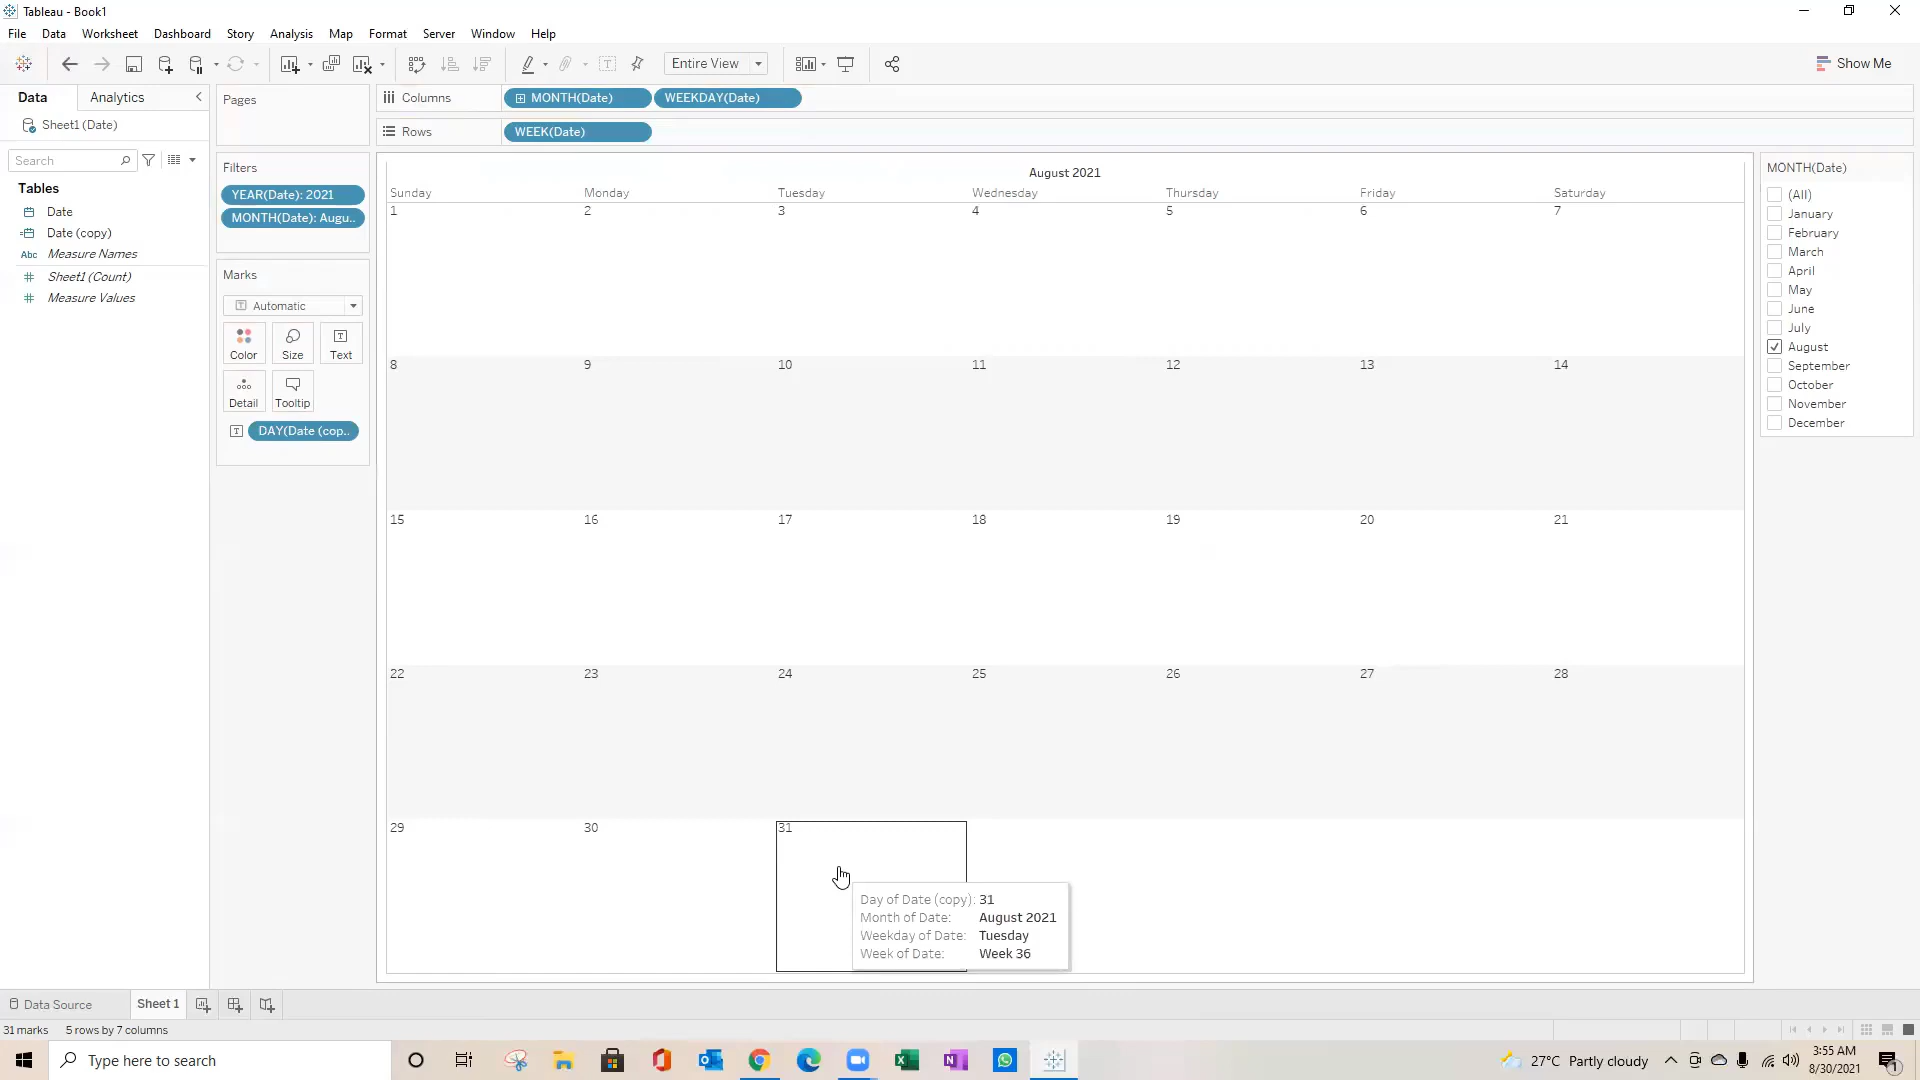 Tableau - Book1
File Data Worksheet Dashboard Story Analysis Map Format Server Window Help
Entire View
Show Me
Data Analytics
Sheet1 (Date)
Search
Tables
Date
Date (copy)
Abc Measure Names
Sheet1 (Count)
Measure Values
Pages
Filters
YEAR(Date): 2021
MONTH(Date): Augu..
Marks
Automatic
Color Size Text
Detail Tooltip
DAY(Date (cop..
Columns MONTH(Date) WEEKDAY(Date)
Rows WEEK(Date)
August 2021
Sunday Monday Tuesday Wednesday Thursday Friday Saturday
1 2 3 4 5 6 7
8 9 10 11 12 13 14
15 16 17 18 19 20 21
22 23 24 25 26 27 28
29 30 31
Day of Date (copy): 31
Month of Date: August 2021
Weekday of Date: Tuesday
Week of Date: Week 36
MONTH(Date)
(All)
January
February
March
April
May
June
July
August
September
October
November
December
Data Source Sheet 1
31 marks 5 rows by 7 columns
Type here to search
27°C Partly cloudy
3:55 AM
8/30/2021
1